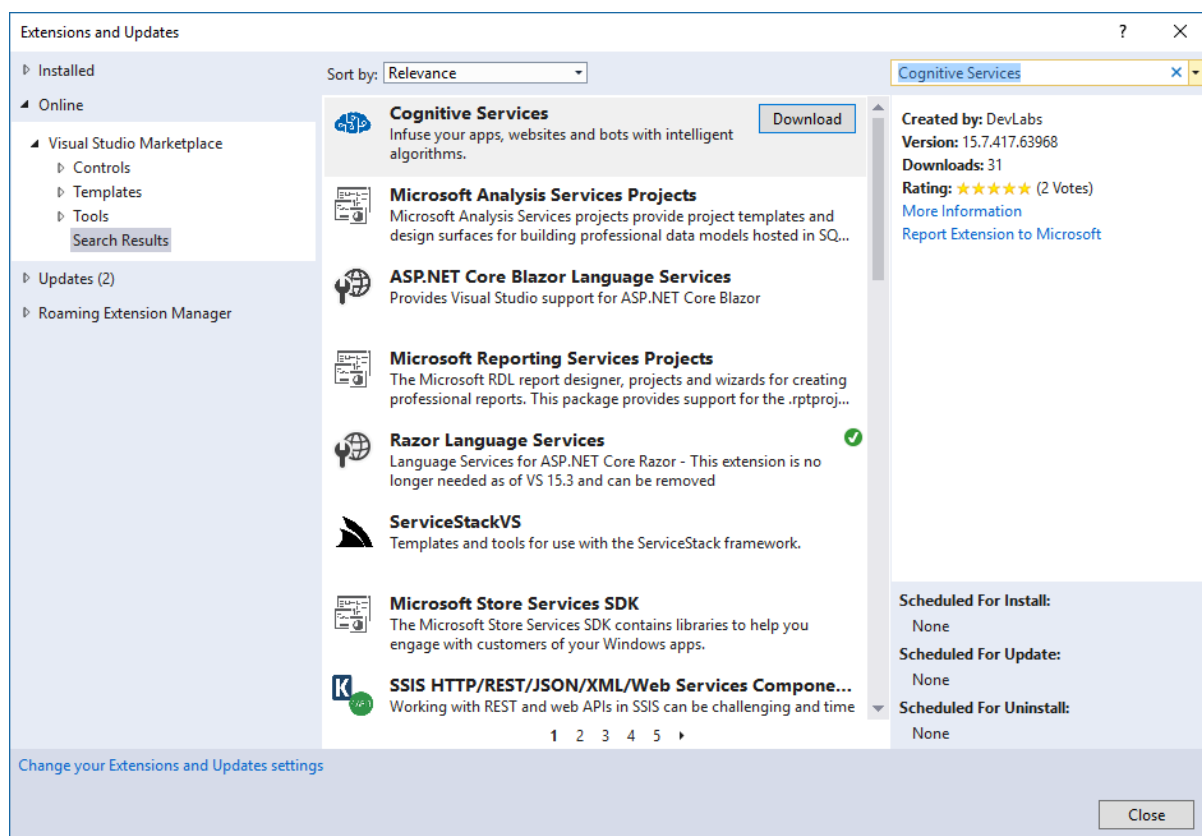 Extensions and Updates
?
Installed
Online
Visual Studio Marketplace
Controls
Templates
Tools
Search Results
Updates (2)
Roaming Extension Manager
Sort by: Relevance
Cognitive Services
Cognitive Services
Infuse your apps, websites and bots with intelligent
algorithms.
Download
Microsoft Analysis Services Projects
Microsoft Analysis Services projects provide project templates and
design surfaces for building professional data models hosted in SQ...
ASP.NET Core Blazor Language Services
Provides Visual Studio support for ASP.NET Core Blazor
Microsoft Reporting Services Projects
The Microsoft RDL report designer, projects and wizards for creating
professional reports. This package provides support for the .rptproj...
Razor Language Services
Language Services for ASP.NET Core Razor - This extension is no
longer needed as of VS 15.3 and can be removed
ServiceStackVS
Templates and tools for use with the ServiceStack framework.
Microsoft Store Services SDK
The Microsoft Store Services SDK contains libraries to help you
engage with customers of your Windows apps.
K
SSIS HTTP/REST/JSON/XML/Web Services Compone...
Working with REST and web APIs in SSIS can be challenging and time
1 2 3 4 5
Created by: DevLabs
Version: 15.7.417.63968
Downloads: 31
Rating: ★★★★★ (2 Votes)
More Information
Report Extension to Microsoft
Scheduled For Install:
None
Scheduled For Update:
None
Scheduled For Uninstall:
None
Change your Extensions and Updates settings
Close